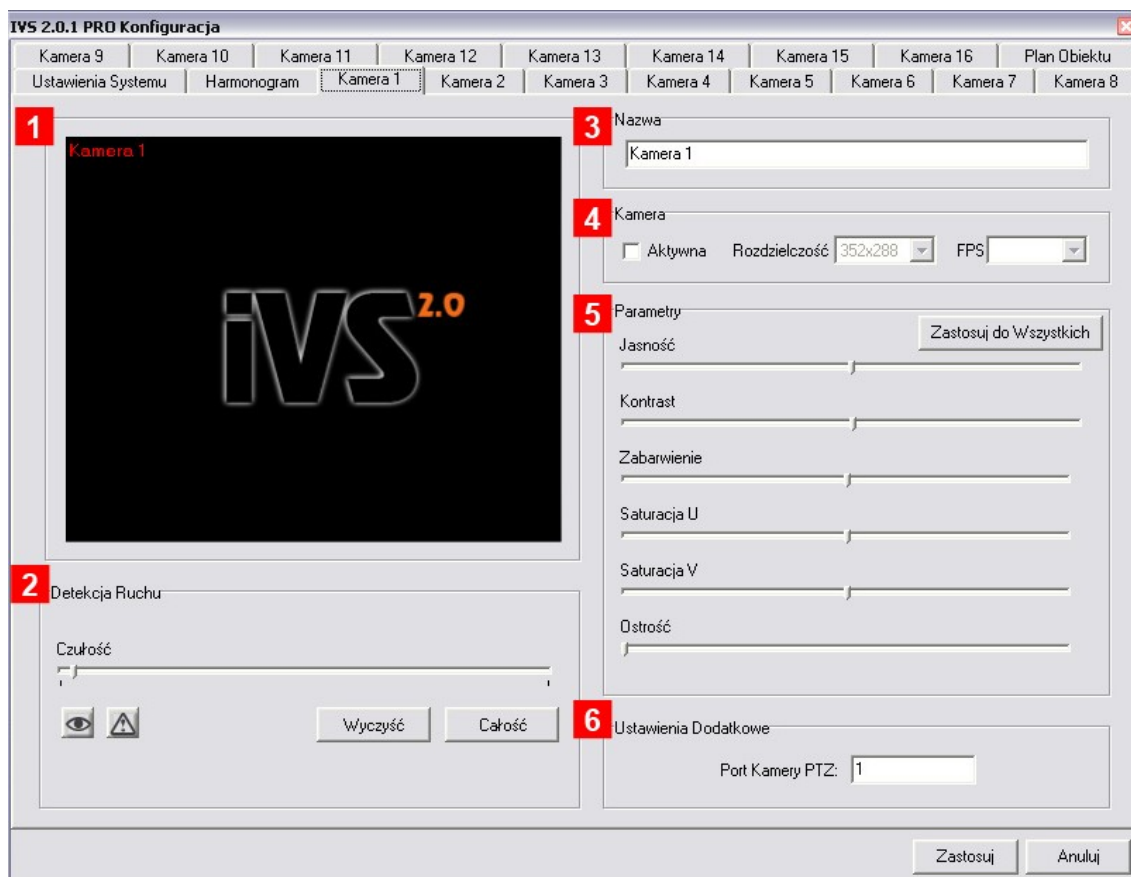 IVS 2.0.1 PRO Konfiguracja
Kamera 9 Kamera 10 Kamera 11 Kamera 12 Kamera 13 Kamera 14 Kamera 15 Kamera 16 Plan Obiektu
Ustawienia Systemu Harmonogram Kamera 1 Kamera 2 Kamera 3 Kamera 4 Kamera 5 Kamera 6 Kamera 7 Kamera 8
1
Kamera 1
iVS 2.0
2
Detekcja Ruchu
Czułość
Wyczyść Całość
3
Nazwa
Kamera 1
4
Kamera
Aktywna Rozdzielczość 352x288 FPS
5
Parametry
Zastosuj do Wszystkich
Jasność
Kontrast
Zabarwienie
Saturacja U
Saturacja V
Ostrość
6
Ustawienia Dodatkowe
Port Kamery PTZ: 1
Zastosuj Anuluj